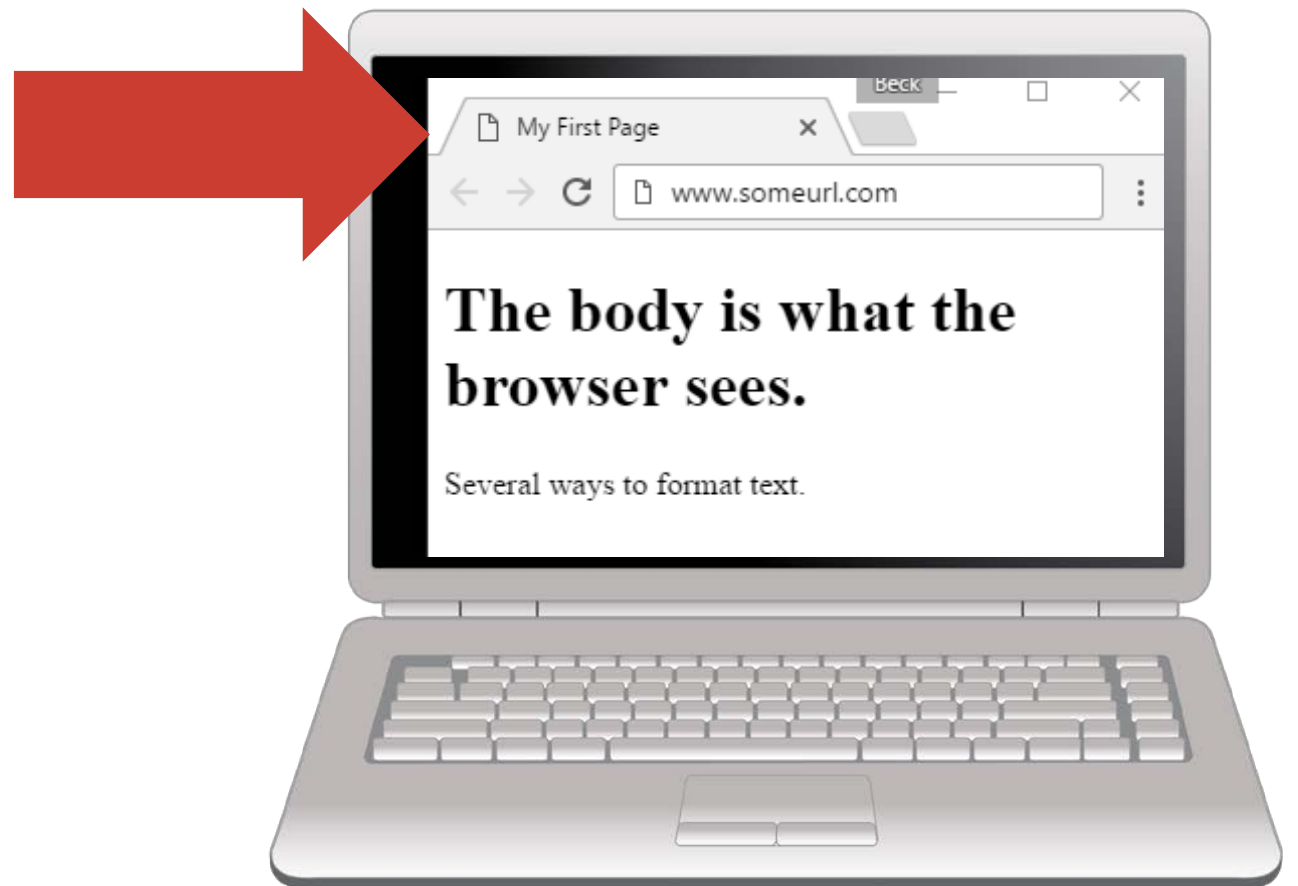 Beck
My First Page
www.someurl.com
The body is what the
browser sees.
Several ways to format text.